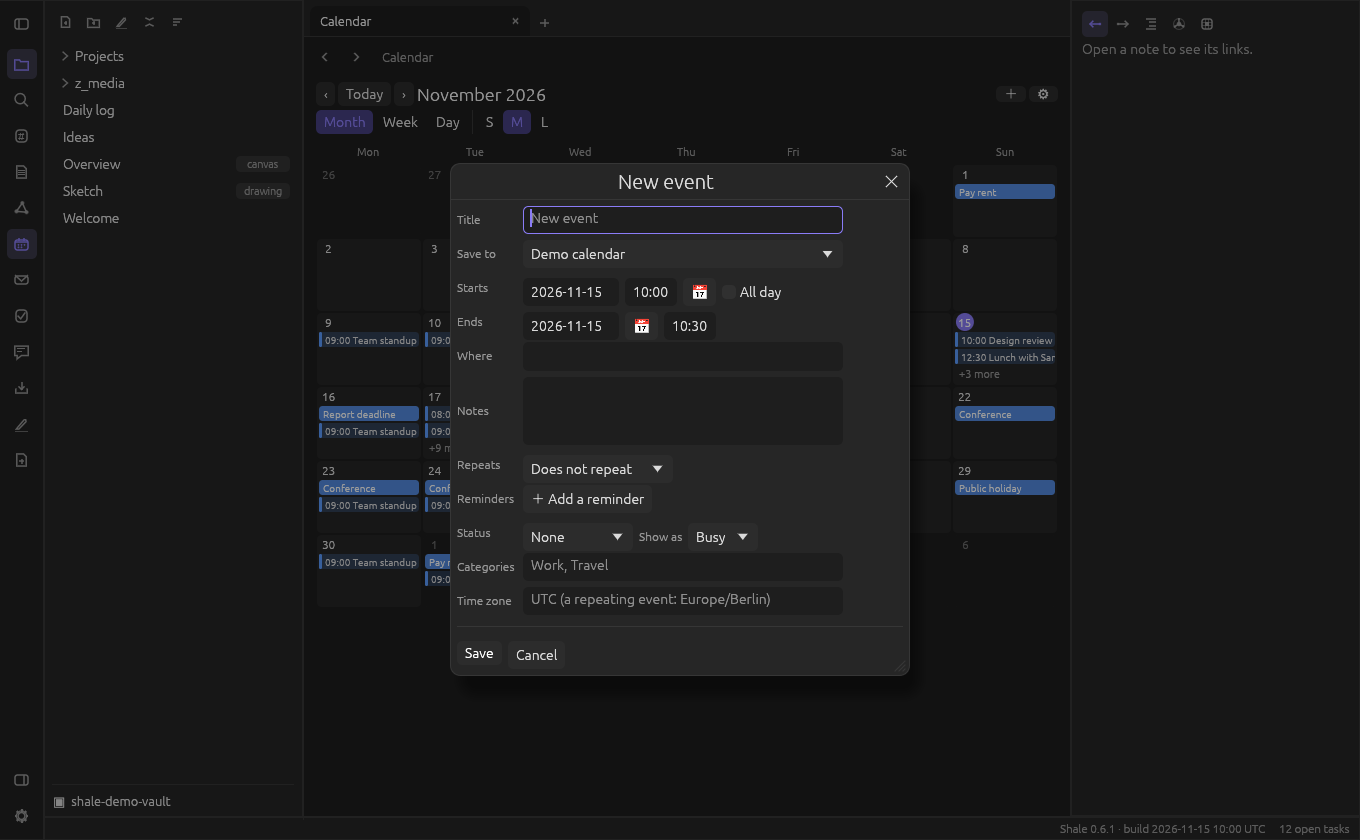 Calendar ×
Projects
z_media
Daily log
Ideas
Overview canvas
Sketch drawing
Welcome
shale-demo-vault
Calendar
Today November 2026
Month Week Day S M L
Mon Tue Wed Thu Fri Sat Sun
26 27 1
Pay rent
2 3 8
9 10 15
09:00 Team standup
10:00 Design review
12:30 Lunch with Sar
+3 more
16 17 22
Report deadline
08:0
Conference
09:00 Team standup
+9 m
23 24 29
Conference
Conf
Public holiday
09:00 Team standup
30 1 6
09:00 Team standup
Pay r
New event
Title New event
Save to Demo calendar
Starts 2026-11-15 10:00 All day
Ends 2026-11-15 10:30
Where
Notes
Repeats Does not repeat
Reminders + Add a reminder
Status None Show as Busy
Categories Work, Travel
Time zone UTC (a repeating event: Europe/Berlin)
Save Cancel
Open a note to see its links.
Shale 0.6.1 · build 2026-11-15 10:00 UTC 12 open tasks